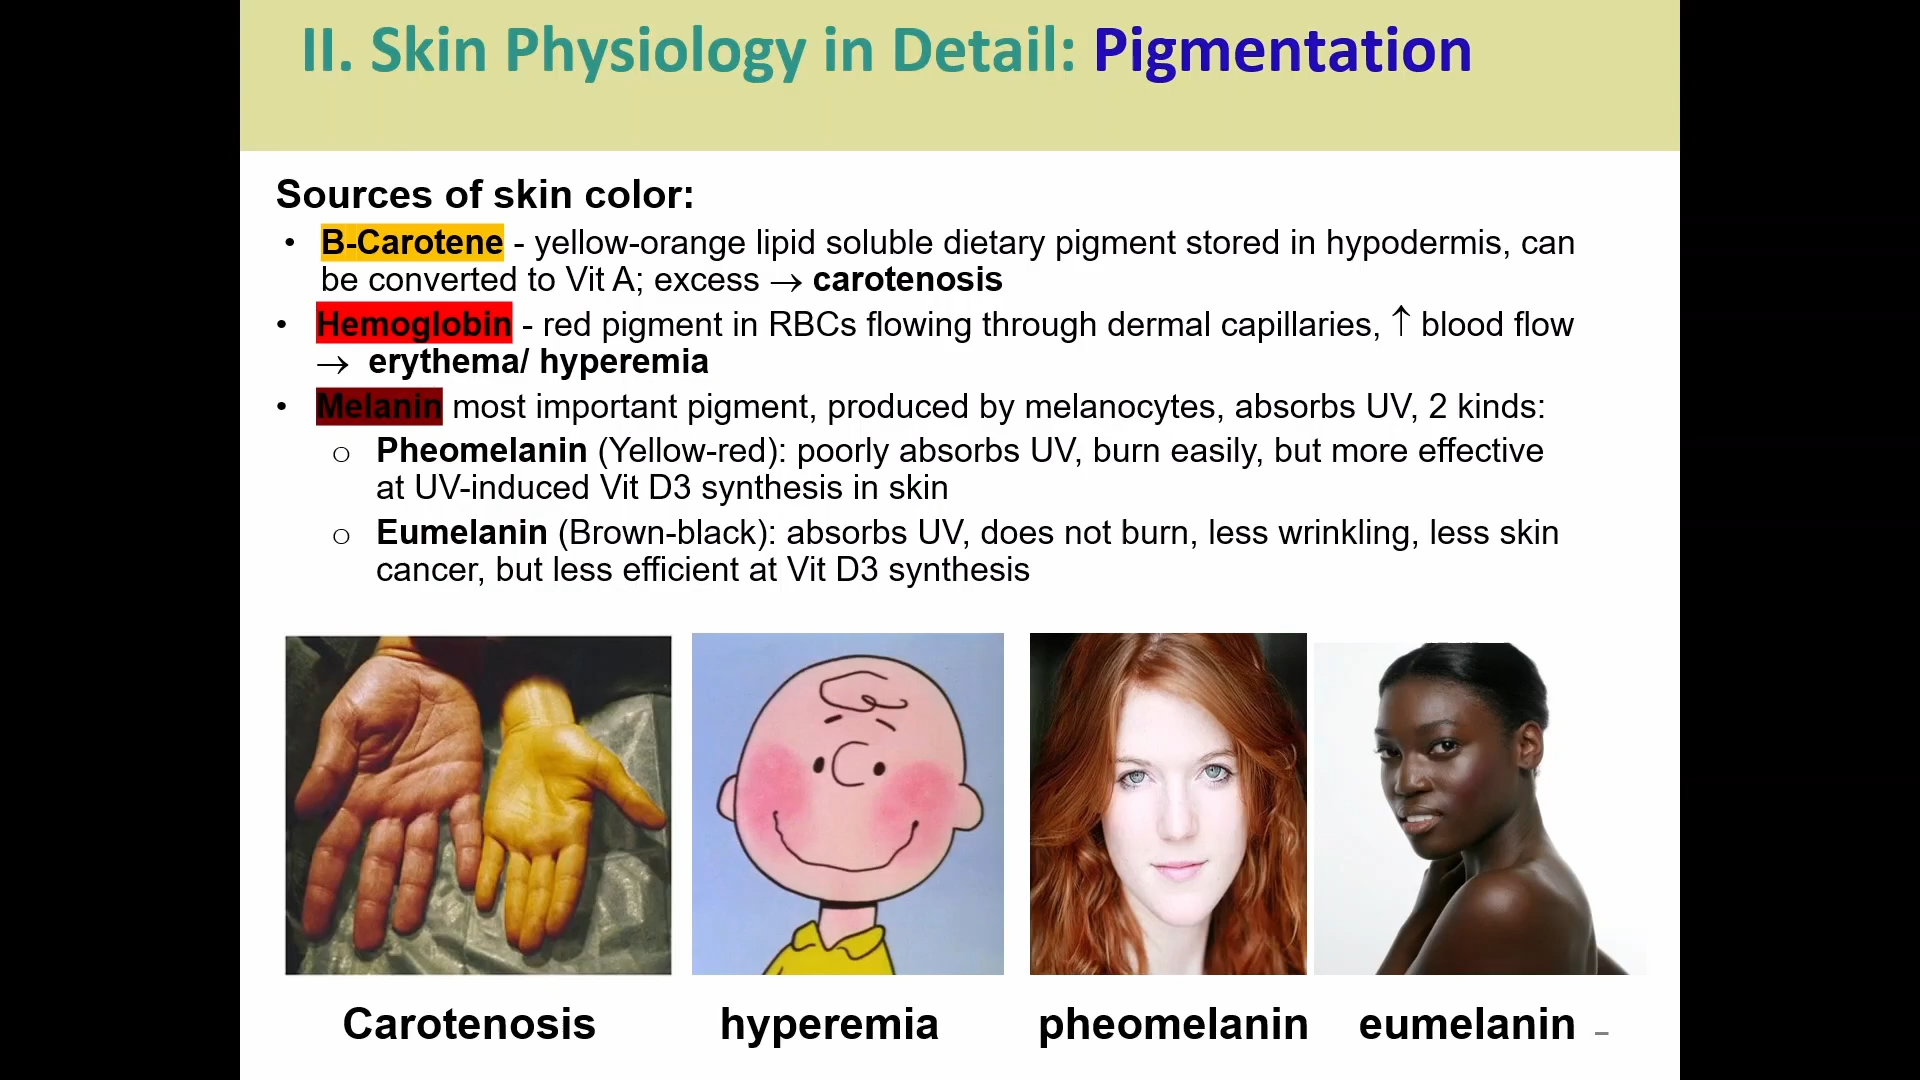 II. Skin Physiology in Detail: Pigmentation
Sources of skin color:
• B-Carotene - yellow-orange lipid soluble dietary pigment stored in hypodermis, can
be converted to Vit A; excess → carotenosis
• Hemoglobin - red pigment in RBCs flowing through dermal capillaries, ↑ blood flow
→ erythema/ hyperemia
• Melanin most important pigment, produced by melanocytes, absorbs UV, 2 kinds:
o Pheomelanin (Yellow-red): poorly absorbs UV, burn easily, but more effective
at UV-induced Vit D3 synthesis in skin
o Eumelanin (Brown-black): absorbs UV, does not burn, less wrinkling, less skin
cancer, but less efficient at Vit D3 synthesis
Carotenosis hyperemia pheomelanin eumelanin –